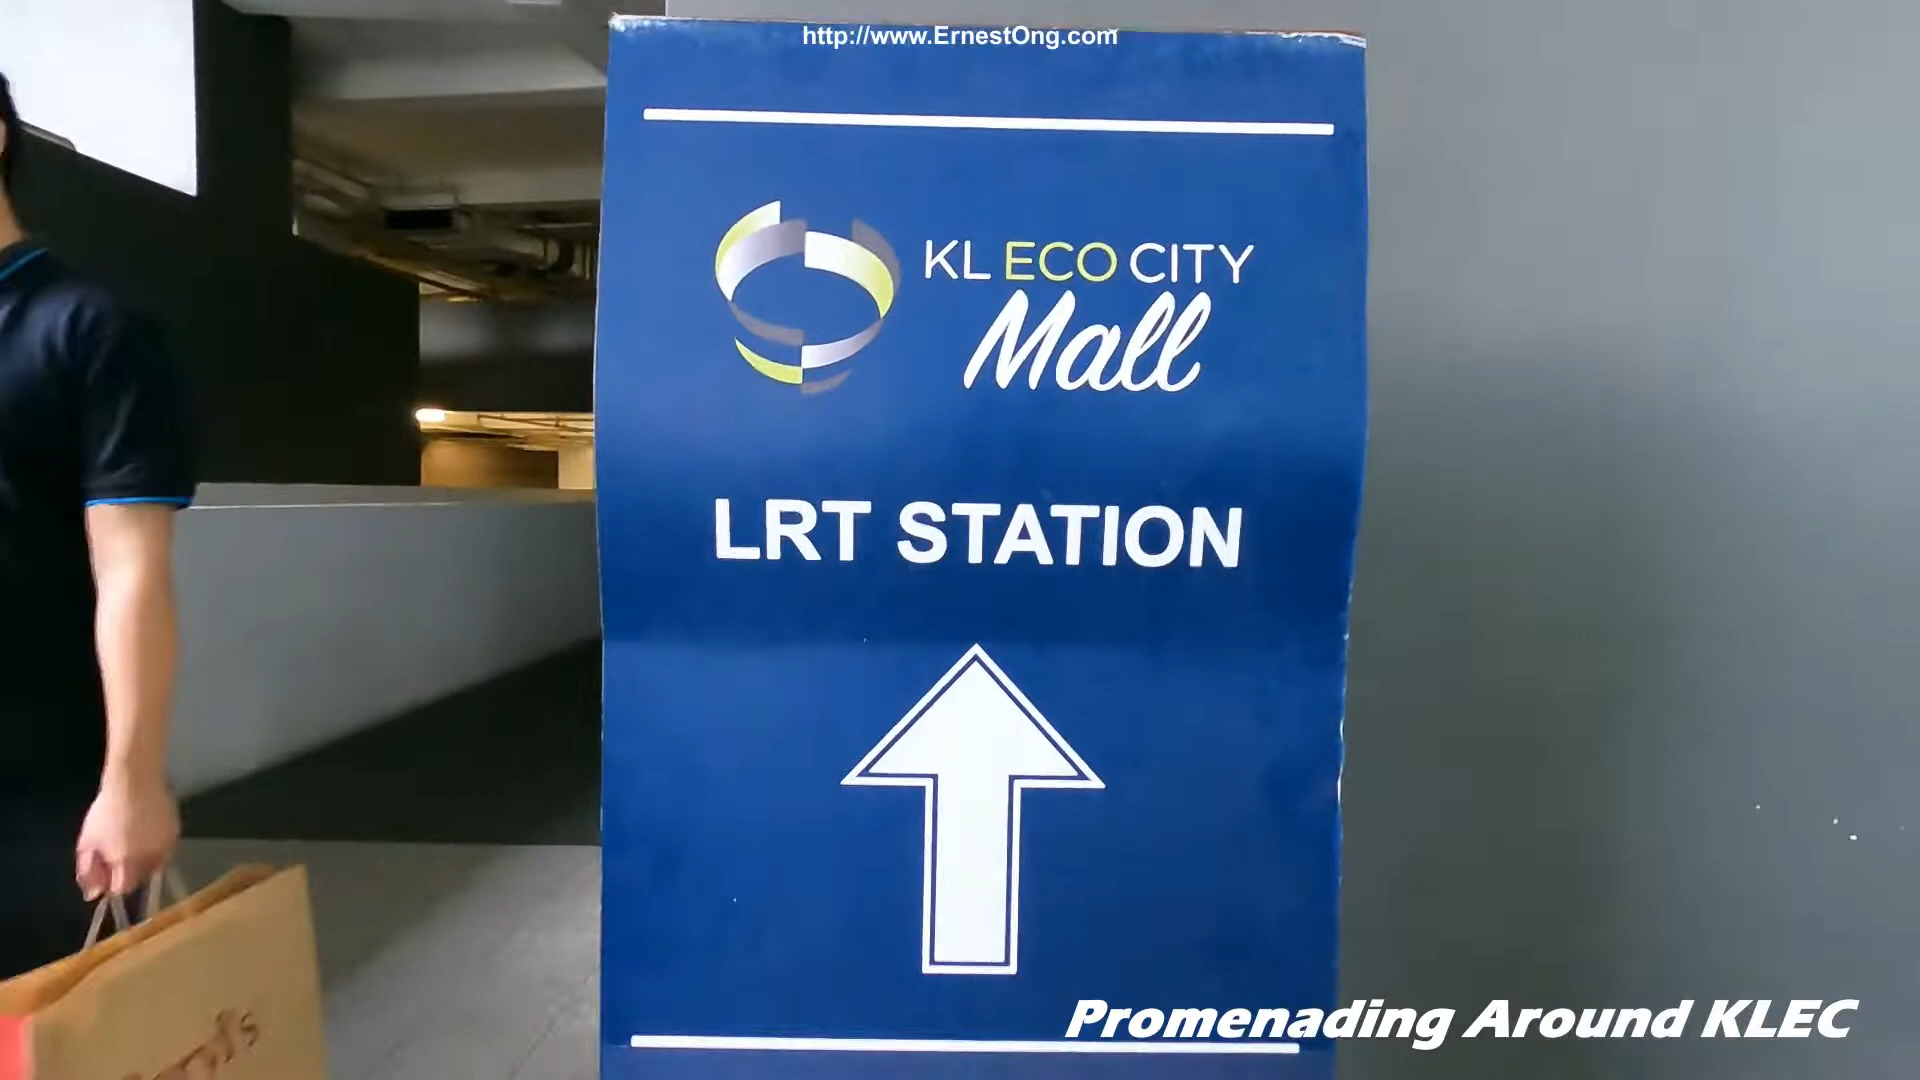 http://www.ErnestOng.com
KL ECO CITY
Mall
LRT STATION
Promenading Around KLEC